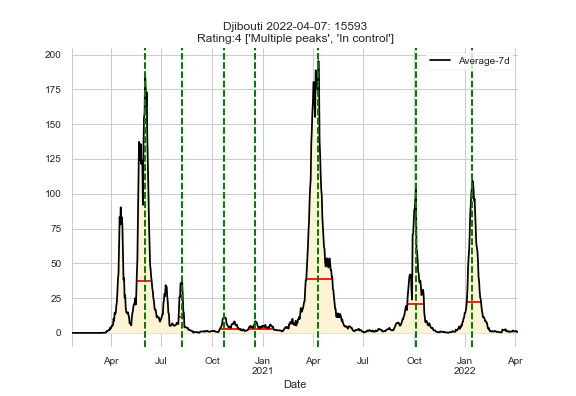 Djibouti 2022-04-07: 15593
Rating:4 ['Multiple peaks', 'In control']
Average-7d
200
175
150
125
100
75
50
25
0
Apr Jul Oct Jan Apr Jul Oct Jan Apr
2021 2022
Date